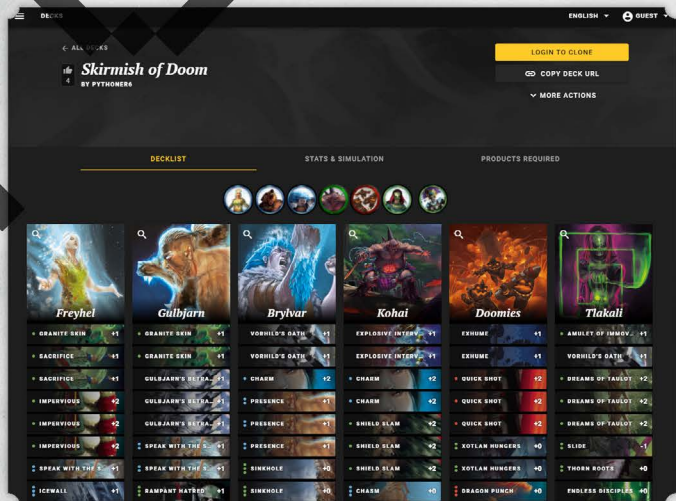 DECKS
ENGLISH
GUEST
ALL DECKS
LOGIN TO CLONE
Skirmish of Doom
4
BY PYTHONER6
COPY DECK URL
MORE ACTIONS
DECKLIST
STATS & SIMULATION
PRODUCTS REQUIRED
Freyhel
Gulbjarn
Brylvar
Kohai
Doomies
Tlakali
GRANITE SKIN +1
GRANITE SKIN +1
VORHILD'S OATH +1
EXPLOSIVE INTERV... +1
EXHUME +1
AMULET OF IMMOV... +1
SACRIFICE +1
GRANITE SKIN +1
VORHILD'S OATH +1
EXPLOSIVE INTERV... +1
EXHUME +1
VORHILD'S OATH +1
SACRIFICE +1
GULBJARN'S BETRA... +1
CHARM +2
CHARM +2
QUICK SHOT +2
DREAMS OF TAULOT +2
IMPERVIOUS +2
GULBJARN'S BETRA... +1
PRESENCE +1
CHARM +2
QUICK SHOT +2
DREAMS OF TAULOT +2
IMPERVIOUS +2
GULBJARN'S BETRA... +1
PRESENCE +1
SHIELD SLAM +2
QUICK SHOT +2
DREAMS OF TAULOT +2
IMPERVIOUS +2
SPEAK WITH THE S... +1
PRESENCE +1
SHIELD SLAM +2
XOTLAN HUNGERS +0
SLIDE -1
SPEAK WITH THE S... +1
SPEAK WITH THE S... +1
SINKHOLE +0
SHIELD SLAM +2
XOTLAN HUNGERS +0
THORN ROOTS +0
ICEWALL +1
RAMPANT HATRED +1
SINKHOLE +0
CHASM +0
DRAGON PUNCH +0
ENDLESS DISCIPLES +0